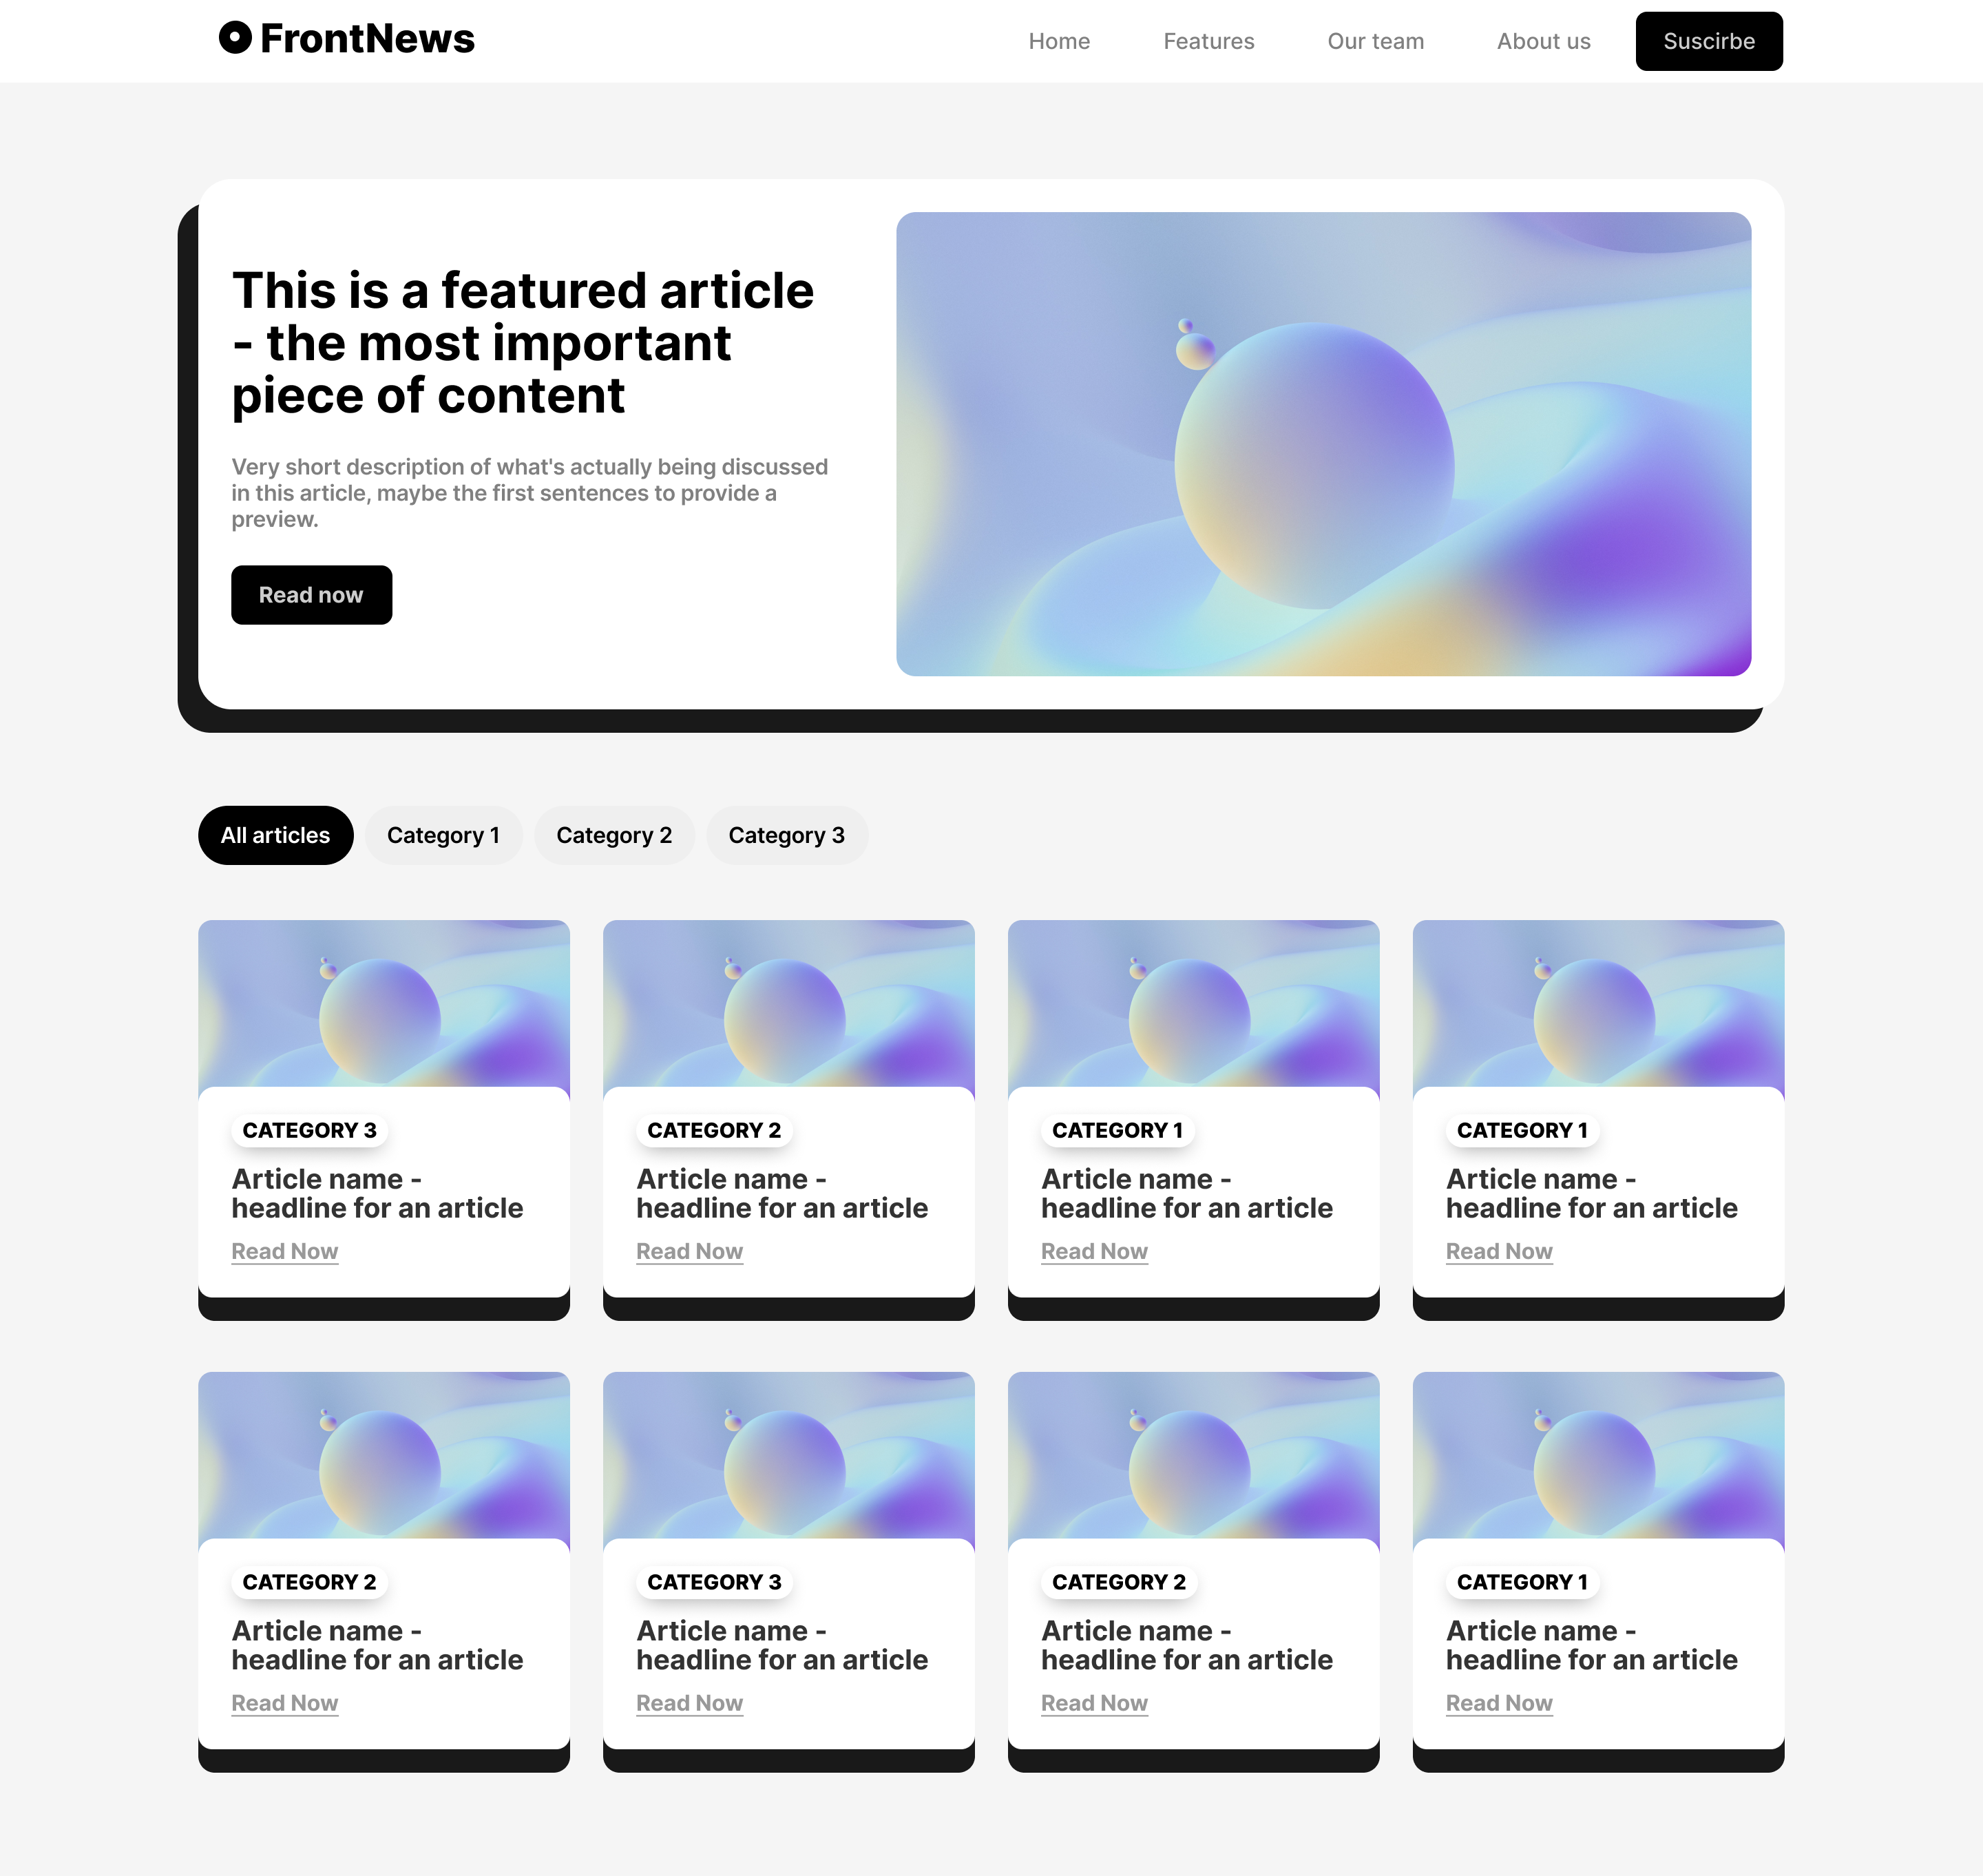 FrontNews
Home
Features
Our team
About us
Suscirbe
This is a featured article
- the most important
piece of content
Very short description of what's actually being discussed
in this article, maybe the first sentences to provide a
preview.
Read now
All articles
Category 1
Category 2
Category 3
CATEGORY 3
Article name -
headline for an article
Read Now
CATEGORY 2
Article name -
headline for an article
Read Now
CATEGORY 1
Article name -
headline for an article
Read Now
CATEGORY 1
Article name -
headline for an article
Read Now
CATEGORY 2
Article name -
headline for an article
Read Now
CATEGORY 3
Article name -
headline for an article
Read Now
CATEGORY 2
Article name -
headline for an article
Read Now
CATEGORY 1
Article name -
headline for an article
Read Now